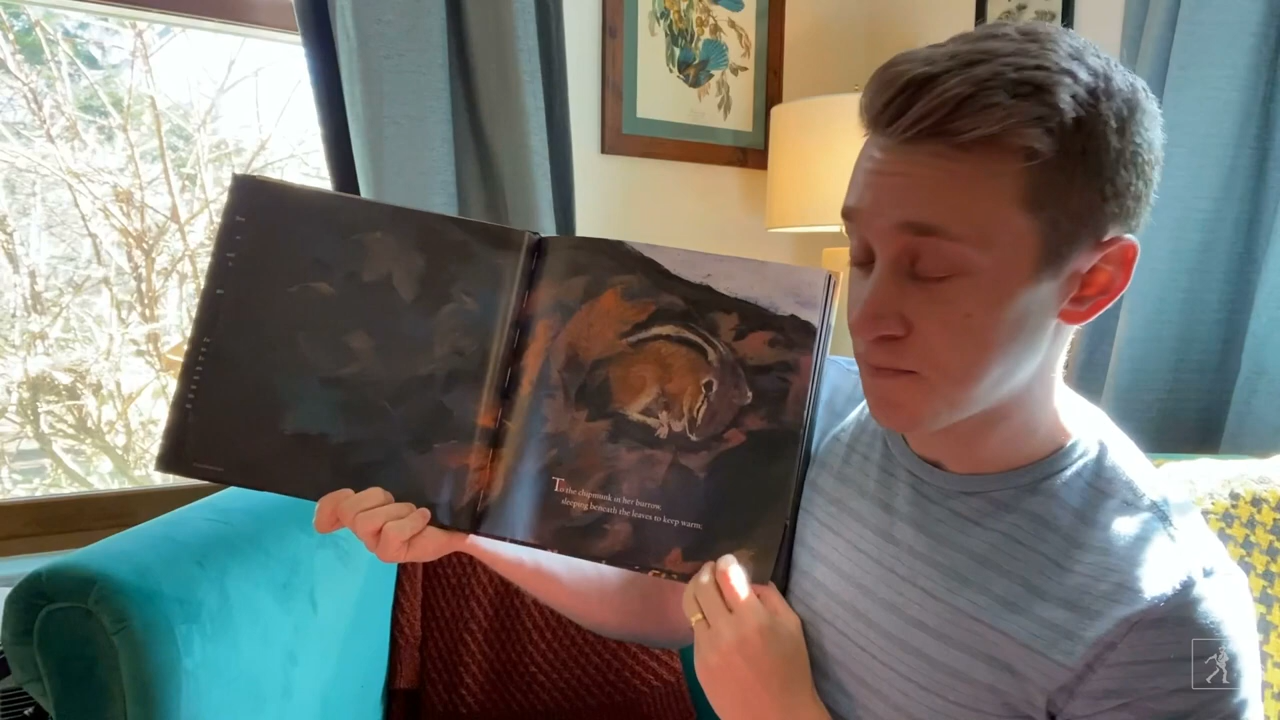 To the chipmunk in her burrow,
sleeping beneath the leaves to keep warm;